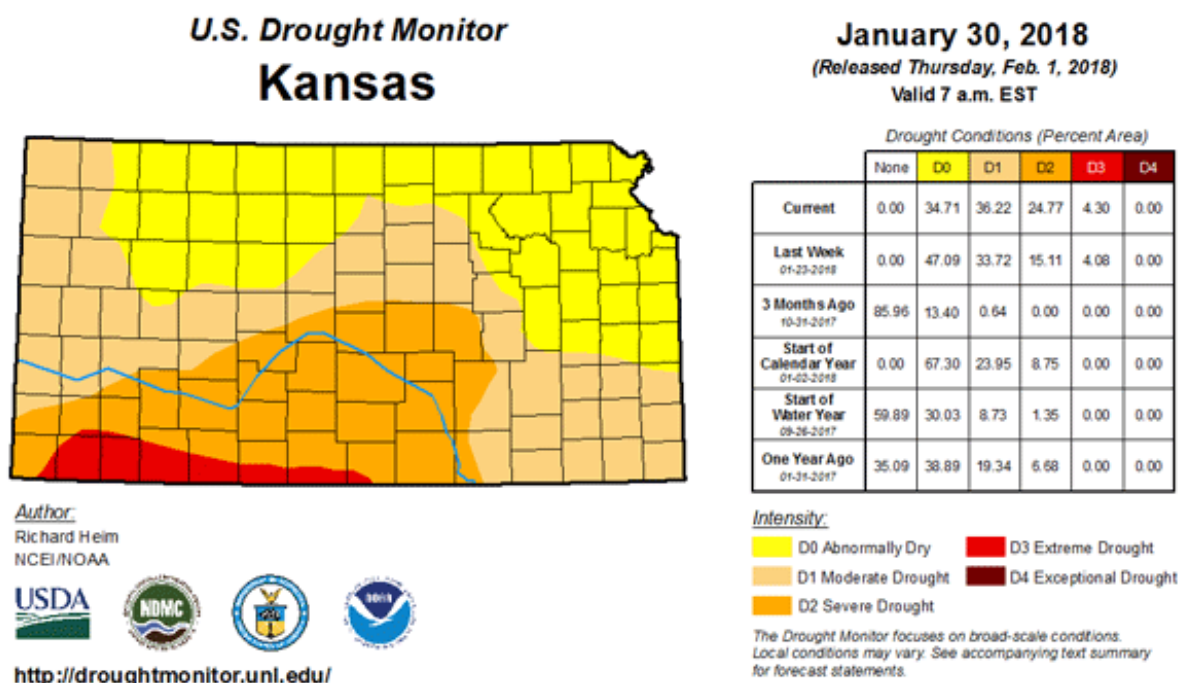 U.S. Drought Monitor
Kansas
January 30, 2018
(Released Thursday, Feb. 1, 2018)
Valid 7 a.m. EST
Drought Conditions (Percent Area)
None D0 D1 D2 D3 D4
Current 0.00 34.71 36.22 24.77 4.30 0.00
Last Week 0.00 47.09 33.72 15.11 4.08 0.00
01-23-2018
3 Months Ago 85.96 13.40 0.64 0.00 0.00 0.00
10-31-2017
Start of
Calendar Year 0.00 67.30 23.95 8.75 0.00 0.00
01-02-2018
Start of
Water Year 59.89 30.03 8.73 1.35 0.00 0.00
09-26-2017
One Year Ago 35.09 38.89 19.34 6.68 0.00 0.00
01-31-2017
Intensity:
D0 Abnormally Dry
D1 Moderate Drought
D2 Severe Drought
D3 Extreme Drought
D4 Exceptional Drought
The Drought Monitor focuses on broad-scale conditions.
Local conditions may vary. See accompanying text summary
for forecast statements.
Author:
Richard Heim
NCEI/NOAA
USDA
NDMC
NOAA
http://droughtmonitor.unl.edu/